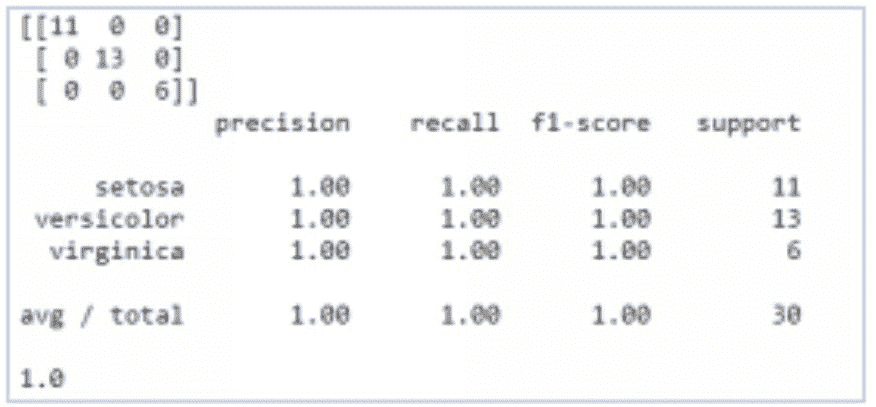 [[11 0 0]
[ 0 13 0]
[ 0 0 6]]
precision recall f1-score support
setosa 1.00 1.00 1.00 11
versicolor 1.00 1.00 1.00 13
virginica 1.00 1.00 1.00 6
avg / total 1.00 1.00 1.00 30
1.0